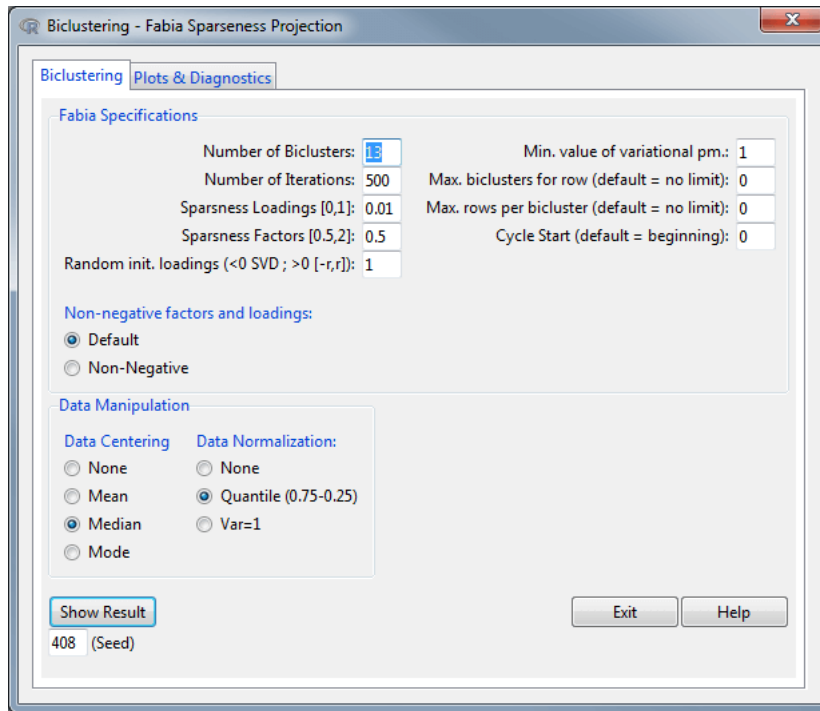 Biclustering - Fabia Sparseness Projection
Biclustering Plots & Diagnostics
Fabia Specifications
Number of Biclusters: 13
Number of Iterations: 500
Sparsness Loadings [0,1]: 0.01
Sparsness Factors [0.5,2]: 0.5
Random init. loadings (<0 SVD ; >0 [-r,r]): 1
Min. value of variational pm.: 1
Max. biclusters for row (default = no limit): 0
Max. rows per bicluster (default = no limit): 0
Cycle Start (default = beginning): 0
Non-negative factors and loadings:
Default
Non-Negative
Data Manipulation
Data Centering
None
Mean
Median
Mode
Data Normalization:
None
Quantile (0.75-0.25)
Var=1
Show Result
Exit
Help
408 (Seed)